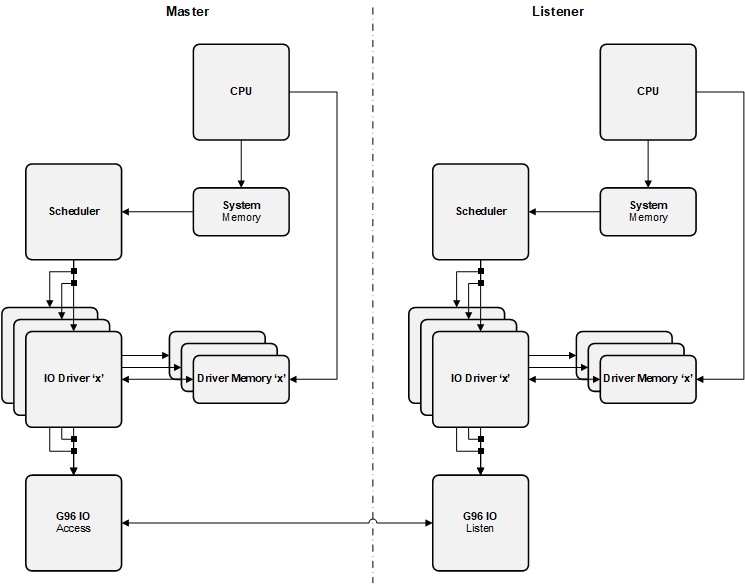 Master
Listener
CPU
CPU
Scheduler
System
Memory
Scheduler
System
Memory
IO Driver ‘x’
Driver Memory ‘x’
IO Driver ‘x’
Driver Memory ‘x’
G96 IO
Access
G96 IO
Listen